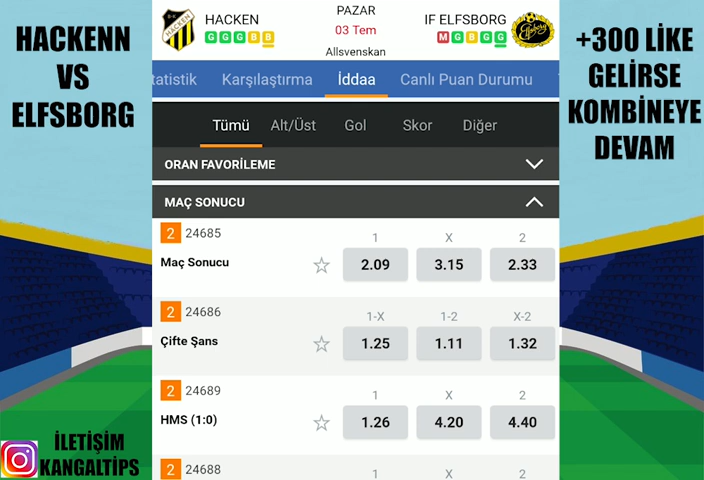 HACKENN
VS
ELFSBORG
HACKEN
G G G B B
PAZAR
03 Tem
Allsvenskan
IF ELFSBORG
M G B G G
tatistik Karşılaştırma İddaa Canlı Puan Durumu
Tümü Alt/Üst Gol Skor Diğer
ORAN FAVORİLEME
MAÇ SONUCU
2 24685
1 X 2
Maç Sonucu 2.09 3.15 2.33
2 24686
1-X 1-2 X-2
Çifte Şans 1.25 1.11 1.32
2 24689
1 X 2
HMS (1:0) 1.26 4.20 4.40
2 24688
1 X 2
+300 LİKE
GELİRSE
KOMBİNEYE
DEVAM
İLETİŞİM
KANGALTİPS